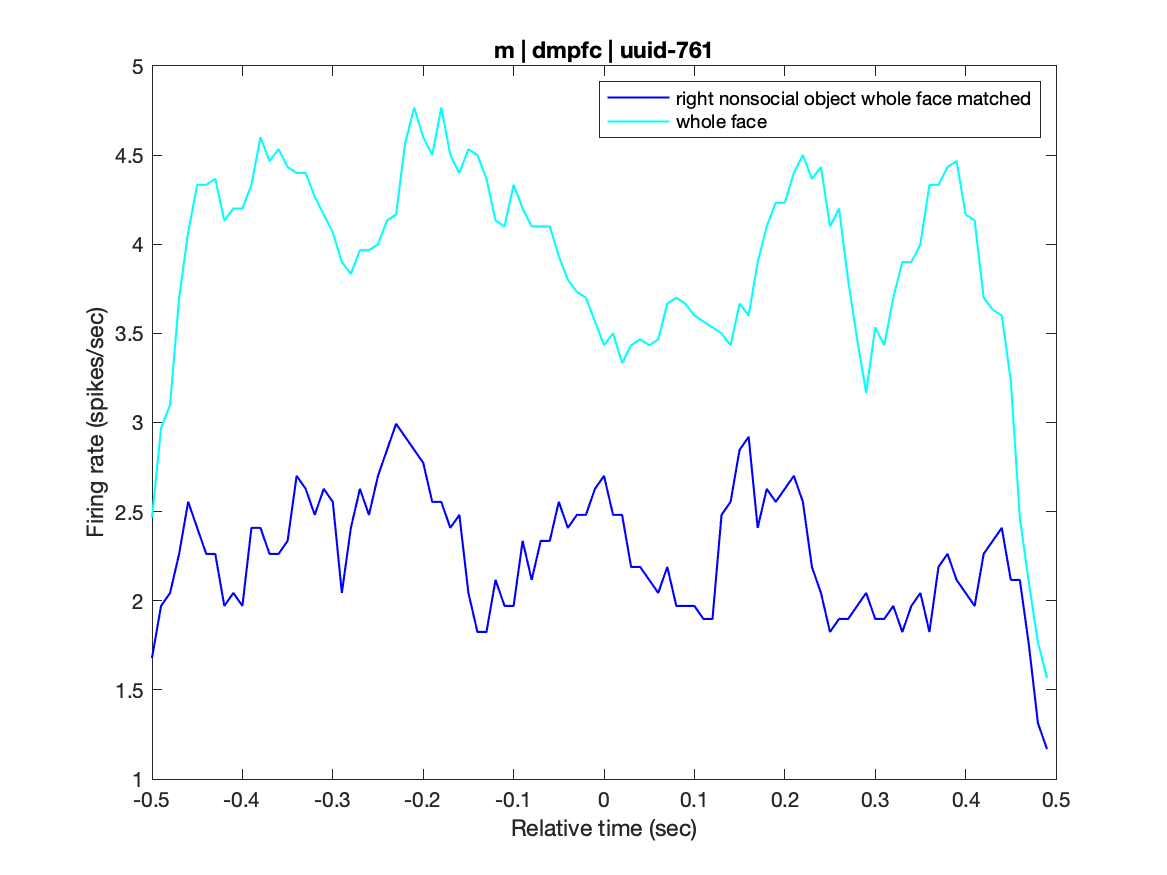 m | dmpfc | uuid-761
right nonsocial object whole face matched
whole face
Firing rate (spikes/sec)
5
4.5
4
3.5
3
2.5
2
1.5
1
-0.5 -0.4 -0.3 -0.2 -0.1 0 0.1 0.2 0.3 0.4 0.5
Relative time (sec)